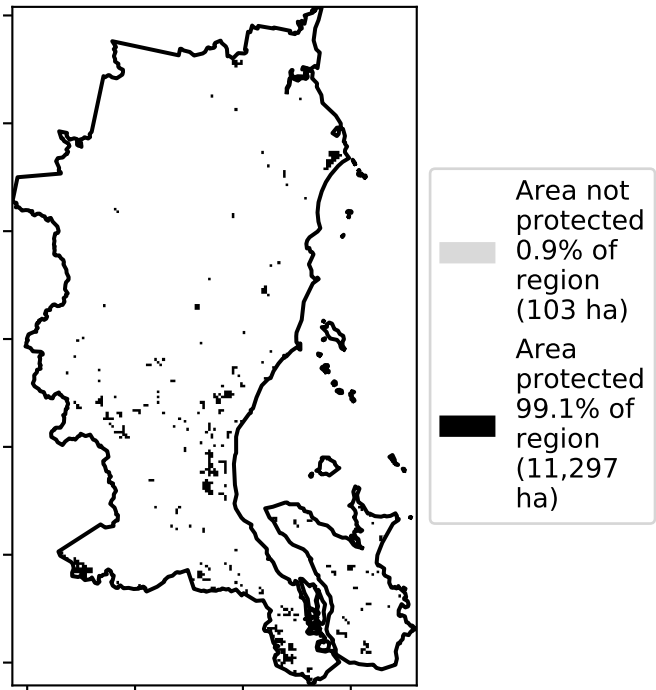 Area not
protected
0.9% of
region
(103 ha)
Area
protected
99.1% of
region
(11,297
ha)